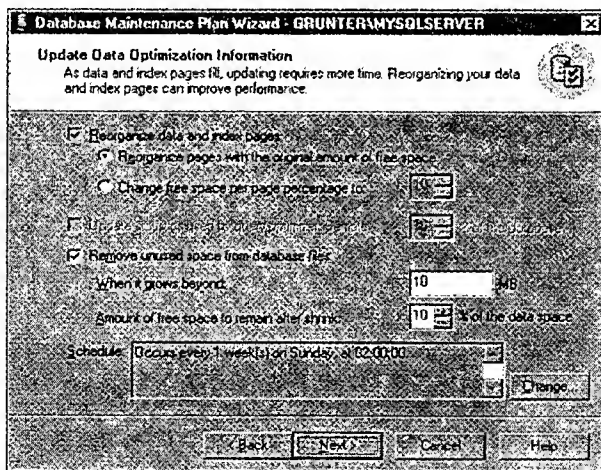 Database Maintenance Plan Wizard - GRUNTER\MYSQLSERVER
Update Data Optimization Information
As data and index pages fill, updating requires more time. Reorganizing your data
and index pages can improve performance.
Reorganize data and index pages
Reorganize pages with the original amount of free space
Change free space per page percentage to: 10
10
Remove unused space from database files
When it grows beyond: 10 MB
Amount of free space to remain after shrink: 10 % of the data space
Schedule: Occurs every 1 week(s) on Sunday, at 02:00:00.
Change...
< Back Next > Cancel Help